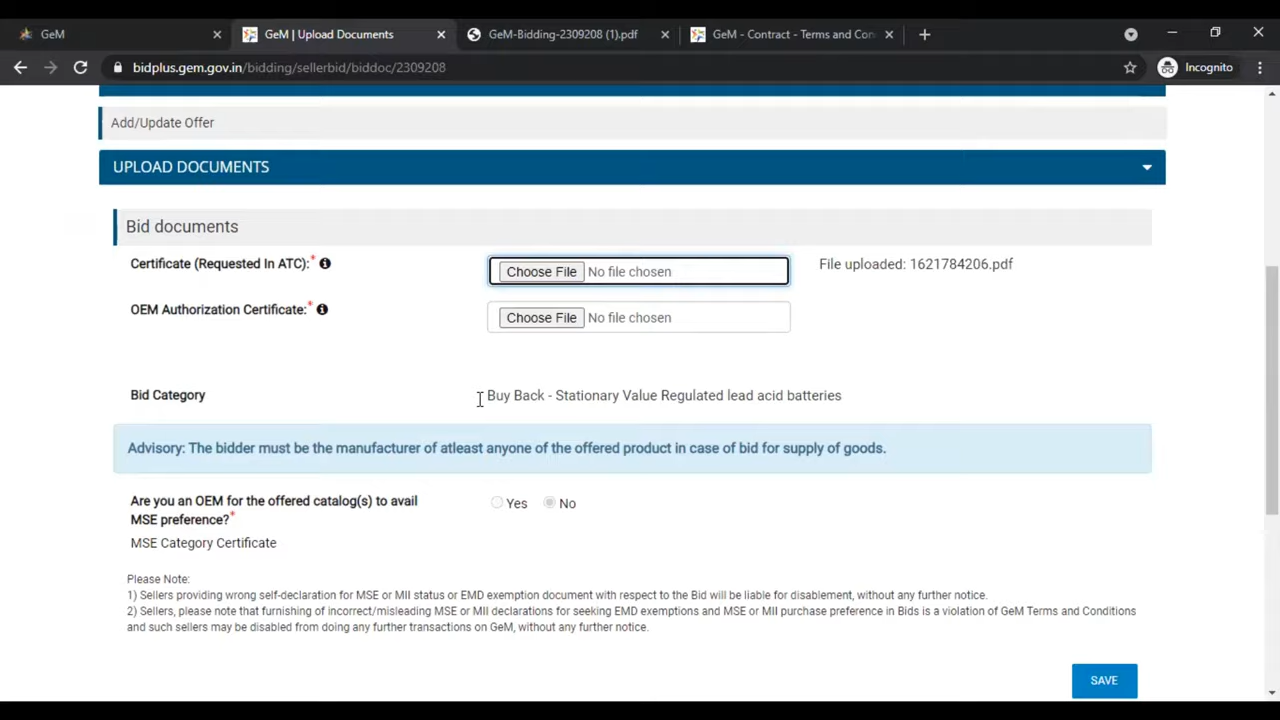 GeM
GeM | Upload Documents
GeM-Bidding-2309208 (1).pdf
GeM - Contract - Terms and Con
bidplus.gem.gov.in/bidding/sellerbid/biddoc/2309208
Incognito
Add/Update Offer
UPLOAD DOCUMENTS
Bid documents
Certificate (Requested In ATC):* Choose File No file chosen File uploaded: 1621784206.pdf
OEM Authorization Certificate:* Choose File No file chosen
Bid Category Buy Back - Stationary Value Regulated lead acid batteries
Advisory: The bidder must be the manufacturer of atleast anyone of the offered product in case of bid for supply of goods.
Are you an OEM for the offered catalog(s) to avail
MSE preference?* Yes No
MSE Category Certificate
Please Note:
1) Sellers providing wrong self-declaration for MSE or MII status or EMD exemption document with respect to the Bid will be liable for disablement, without any further notice.
2) Sellers, please note that furnishing of incorrect/misleading MSE or MII declarations for seeking EMD exemptions and MSE or MII purchase preference in Bids is a violation of GeM Terms and Conditions
and such sellers may be disabled from doing any further transactions on GeM, without any further notice.
SAVE